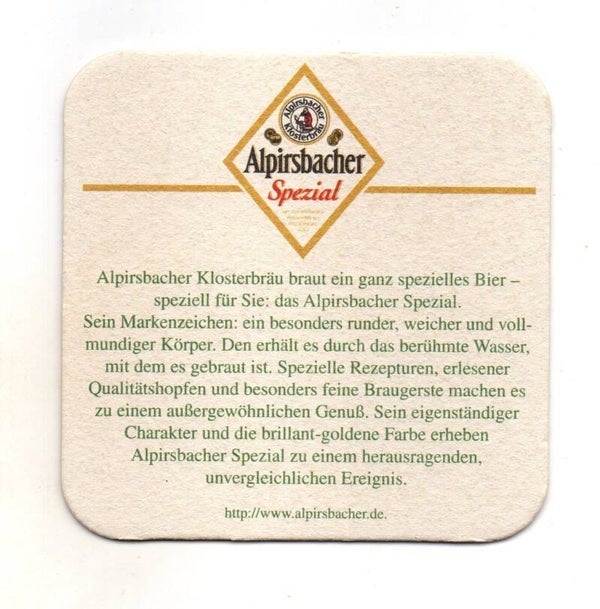 Alpirsbacher
Klosterbräu
Alpirsbacher
Spezial
Alpirsbacher Klosterbräu braut ein ganz spezielles Bier –
speziell für Sie: das Alpirsbacher Spezial.
Sein Markenzeichen: ein besonders runder, weicher und voll-
mundiger Körper. Den erhält es durch das berühmte Wasser,
mit dem es gebraut ist. Spezielle Rezepturen, erlesener
Qualitätshopfen und besonders feine Braugerste machen es
zu einem außergewöhnlichen Genuß. Sein eigenständiger
Charakter und die brillant-goldene Farbe erheben
Alpirsbacher Spezial zu einem herausragenden,
unvergleichlichen Ereignis.
http://www.alpirsbacher.de.